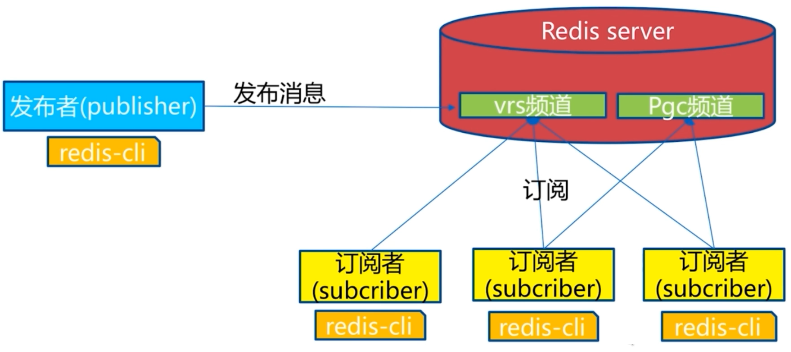 Redis server
发布者(publisher)
发布消息
vrs频道
Pgc频道
redis-cli
订阅
订阅者
(subcriber)
订阅者
(subcriber)
订阅者
(subcriber)
redis-cli
redis-cli
redis-cli